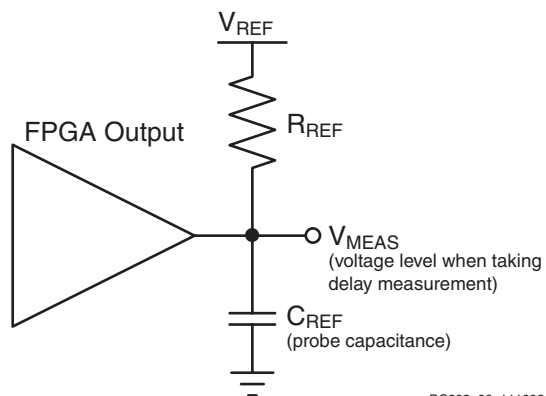 VREF
RREF
FPGA Output
VMEAS
(voltage level when taking
delay measurement)
CREF
(probe capacitance)